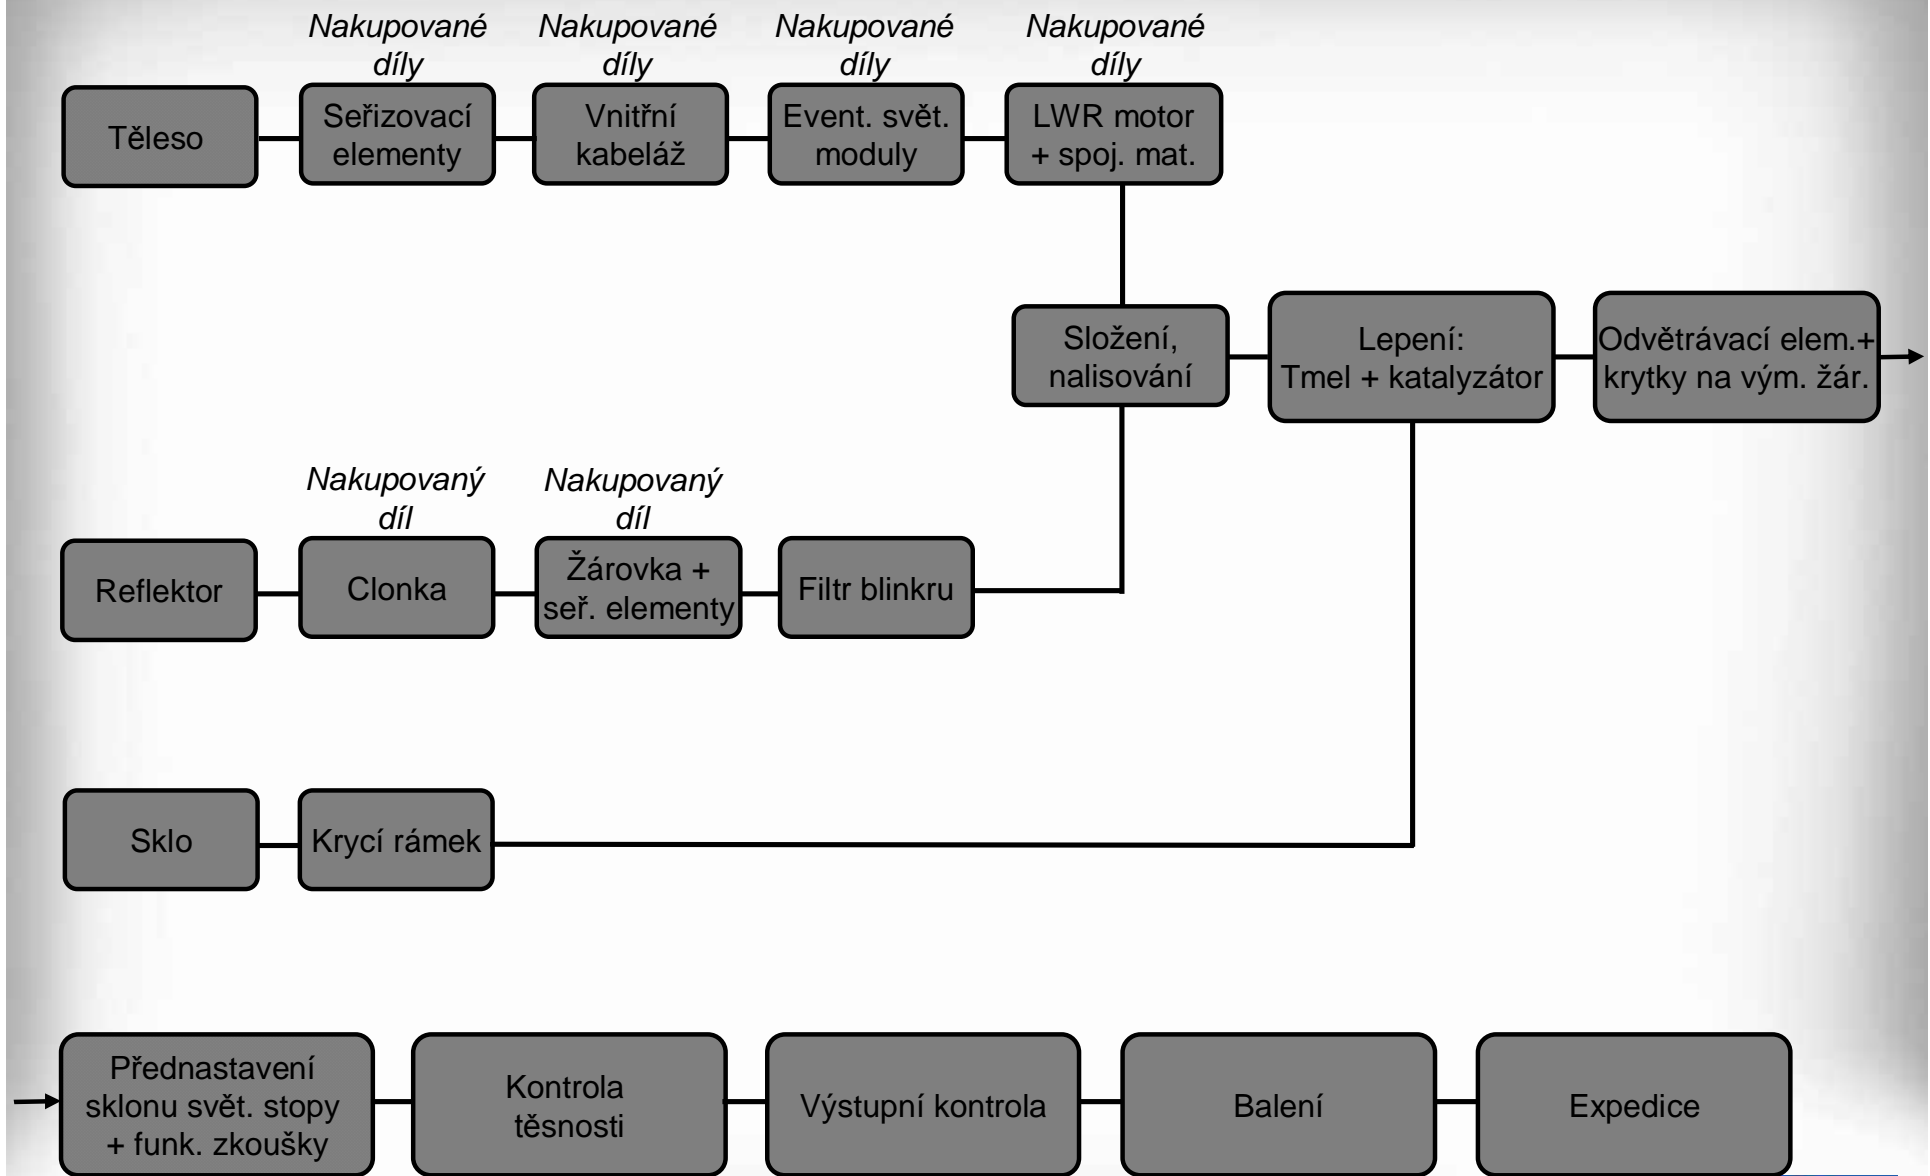 Nakupované
díly
Nakupované
díly
Nakupované
díly
Nakupované
díly
Těleso
Seřizovací
elementy
Vnitřní
kabeláž
Event. svět.
moduly
LWR motor
+ spoj. mat.
Složení,
nalisování
Lepení:
Tmel + katalyzátor
Odvětrávací elem.+
krytky na vým. žár.
Nakupovaný
díl
Nakupovaný
díl
Reflektor
Clonka
Žárovka +
seř. elementy
Filtr blinkru
Sklo
Krycí rámek
Přednastavení
sklonu svět. stopy
+ funk. zkoušky
Kontrola
těsnosti
Výstupní kontrola
Balení
Expedice